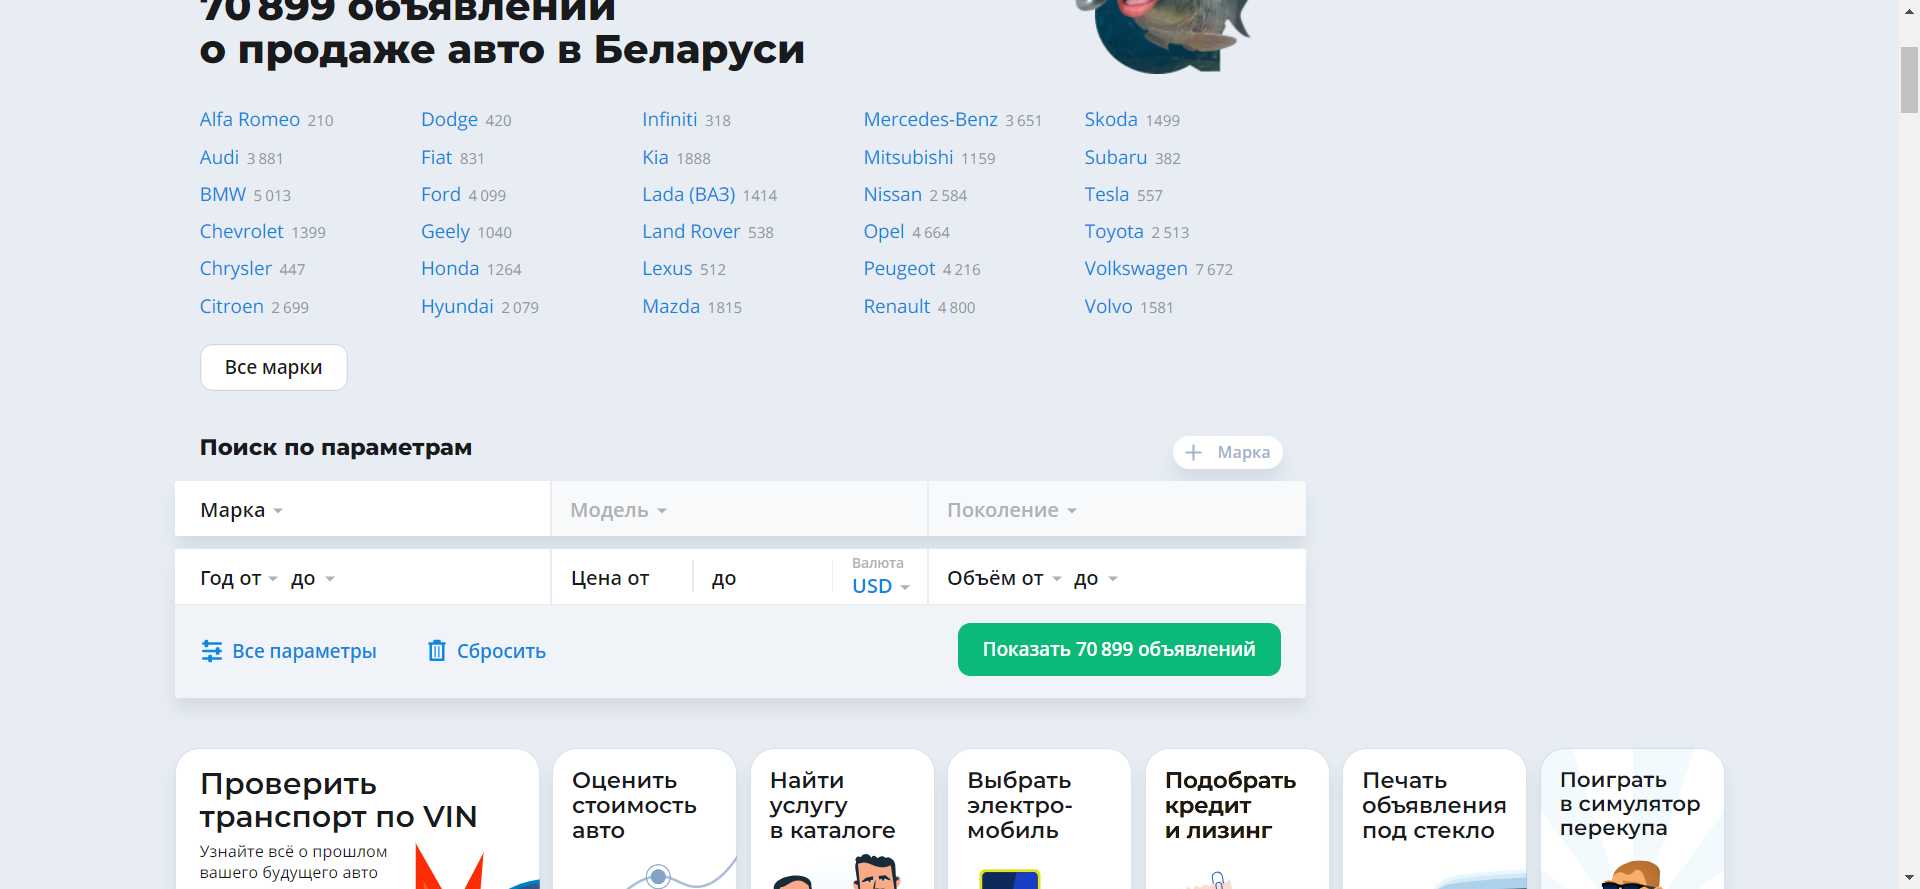 70 899 объявлений
о продаже авто в Беларуси
Alfa Romeo 210
Dodge 420
Infiniti 318
Mercedes-Benz 3 651
Skoda 1499
Audi 3 881
Fiat 831
Kia 1888
Mitsubishi 1159
Subaru 382
BMW 5 013
Ford 4 099
Lada (ВАЗ) 1414
Nissan 2 584
Tesla 557
Chevrolet 1399
Geely 1040
Land Rover 538
Opel 4 664
Toyota 2 513
Chrysler 447
Honda 1264
Lexus 512
Peugeot 4 216
Volkswagen 7 672
Citroen 2 699
Hyundai 2 079
Mazda 1815
Renault 4 800
Volvo 1581
Все марки
Поиск по параметрам
Марка
Марка
Модель
Поколение
Год от до
Цена от до
Валюта
USD
Объём от до
Все параметры
Сбросить
Показать 70 899 объявлений
Проверить
транспорт по VIN
Узнайте всё о прошлом
вашего будущего авто
Оценить
стоимость
авто
Найти
услугу
в каталоге
Выбрать
электро-
мобиль
Подобрать
кредит
и лизинг
Печать
объявления
под стекло
Поиграть
в симулятор
перекупа